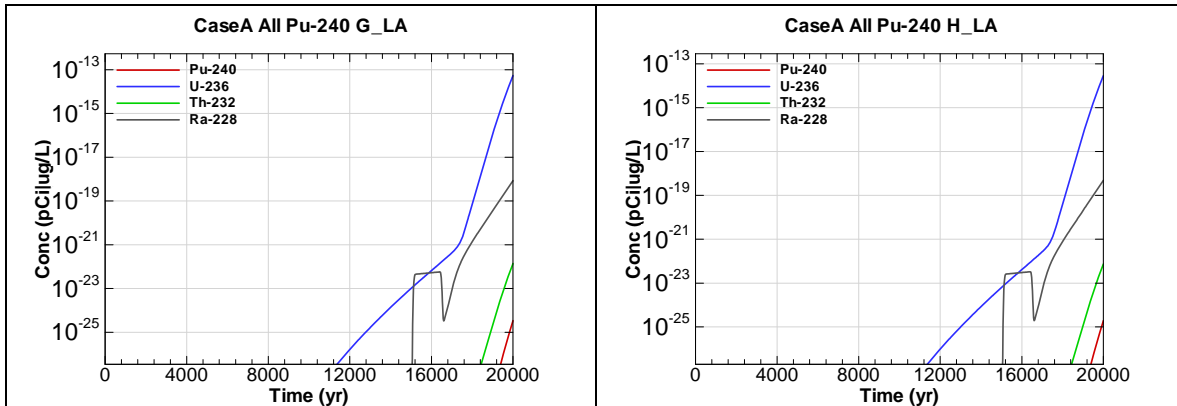 CaseA All Pu-240 G_LA
Conc (pCi|ug/L)
10-13
10-15
10-17
10-19
10-21
10-23
10-25
Pu-240
U-236
Th-232
Ra-228
0 4000 8000 12000 16000 20000
Time (yr)
CaseA All Pu-240 H_LA
Conc (pCi|ug/L)
10-13
10-15
10-17
10-19
10-21
10-23
10-25
Pu-240
U-236
Th-232
Ra-228
0 4000 8000 12000 16000 20000
Time (yr)